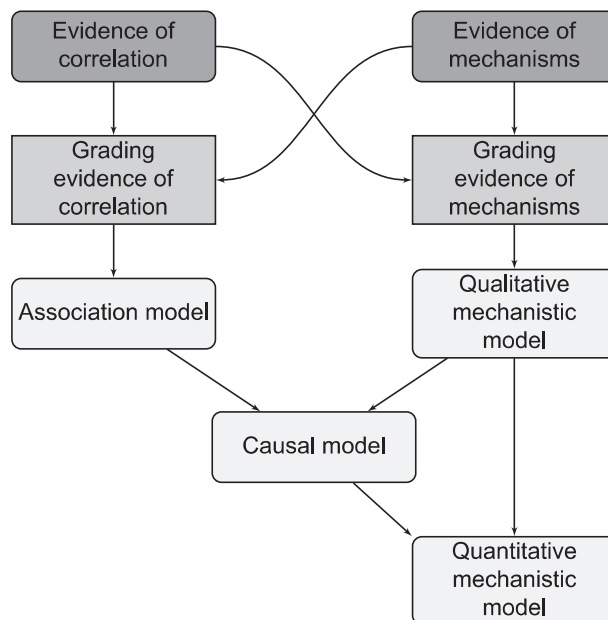 Evidence of
correlation
Evidence of
mechanisms
Grading
evidence of
correlation
Grading
evidence of
mechanisms
Association model
Qualitative
mechanistic
model
Causal model
Quantitative
mechanistic
model